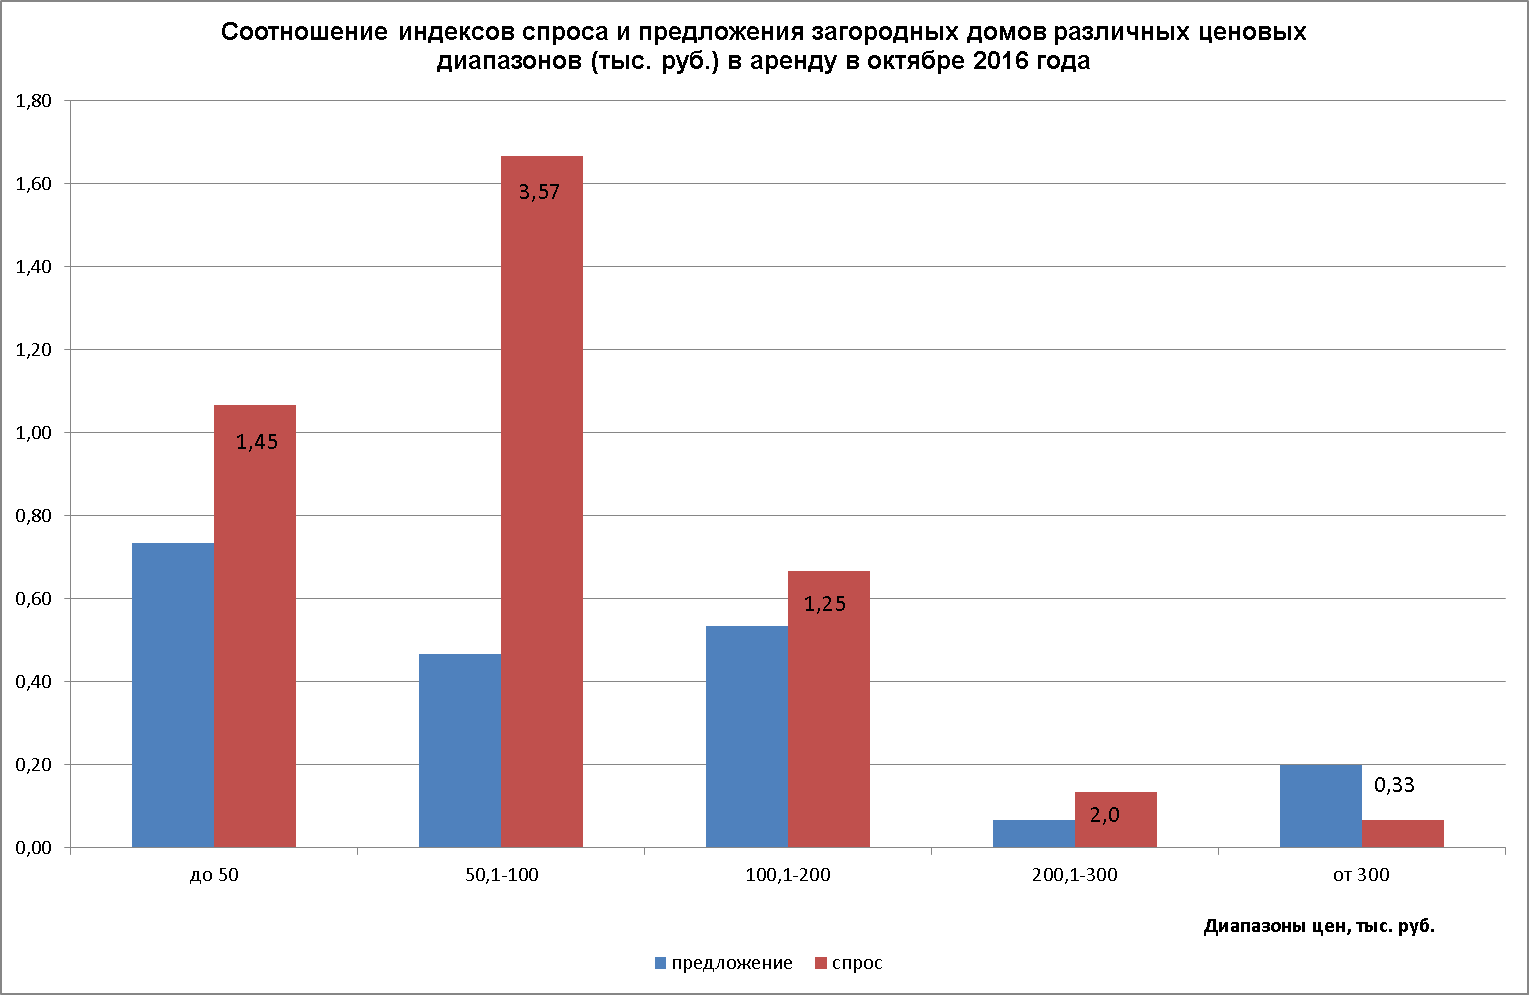 Соотношение индексов спроса и предложения загородных домов различных ценовых
диапазонов (тыс. руб.) в аренду в октябре 2016 года
1,80
1,60
1,40
1,20
1,00
0,80
0,60
0,40
0,20
0,00
1,45
3,57
1,25
2,0
0,33
до 50
50,1-100
100,1-200
200,1-300
от 300
Диапазоны цен, тыс. руб.
предложение
спрос